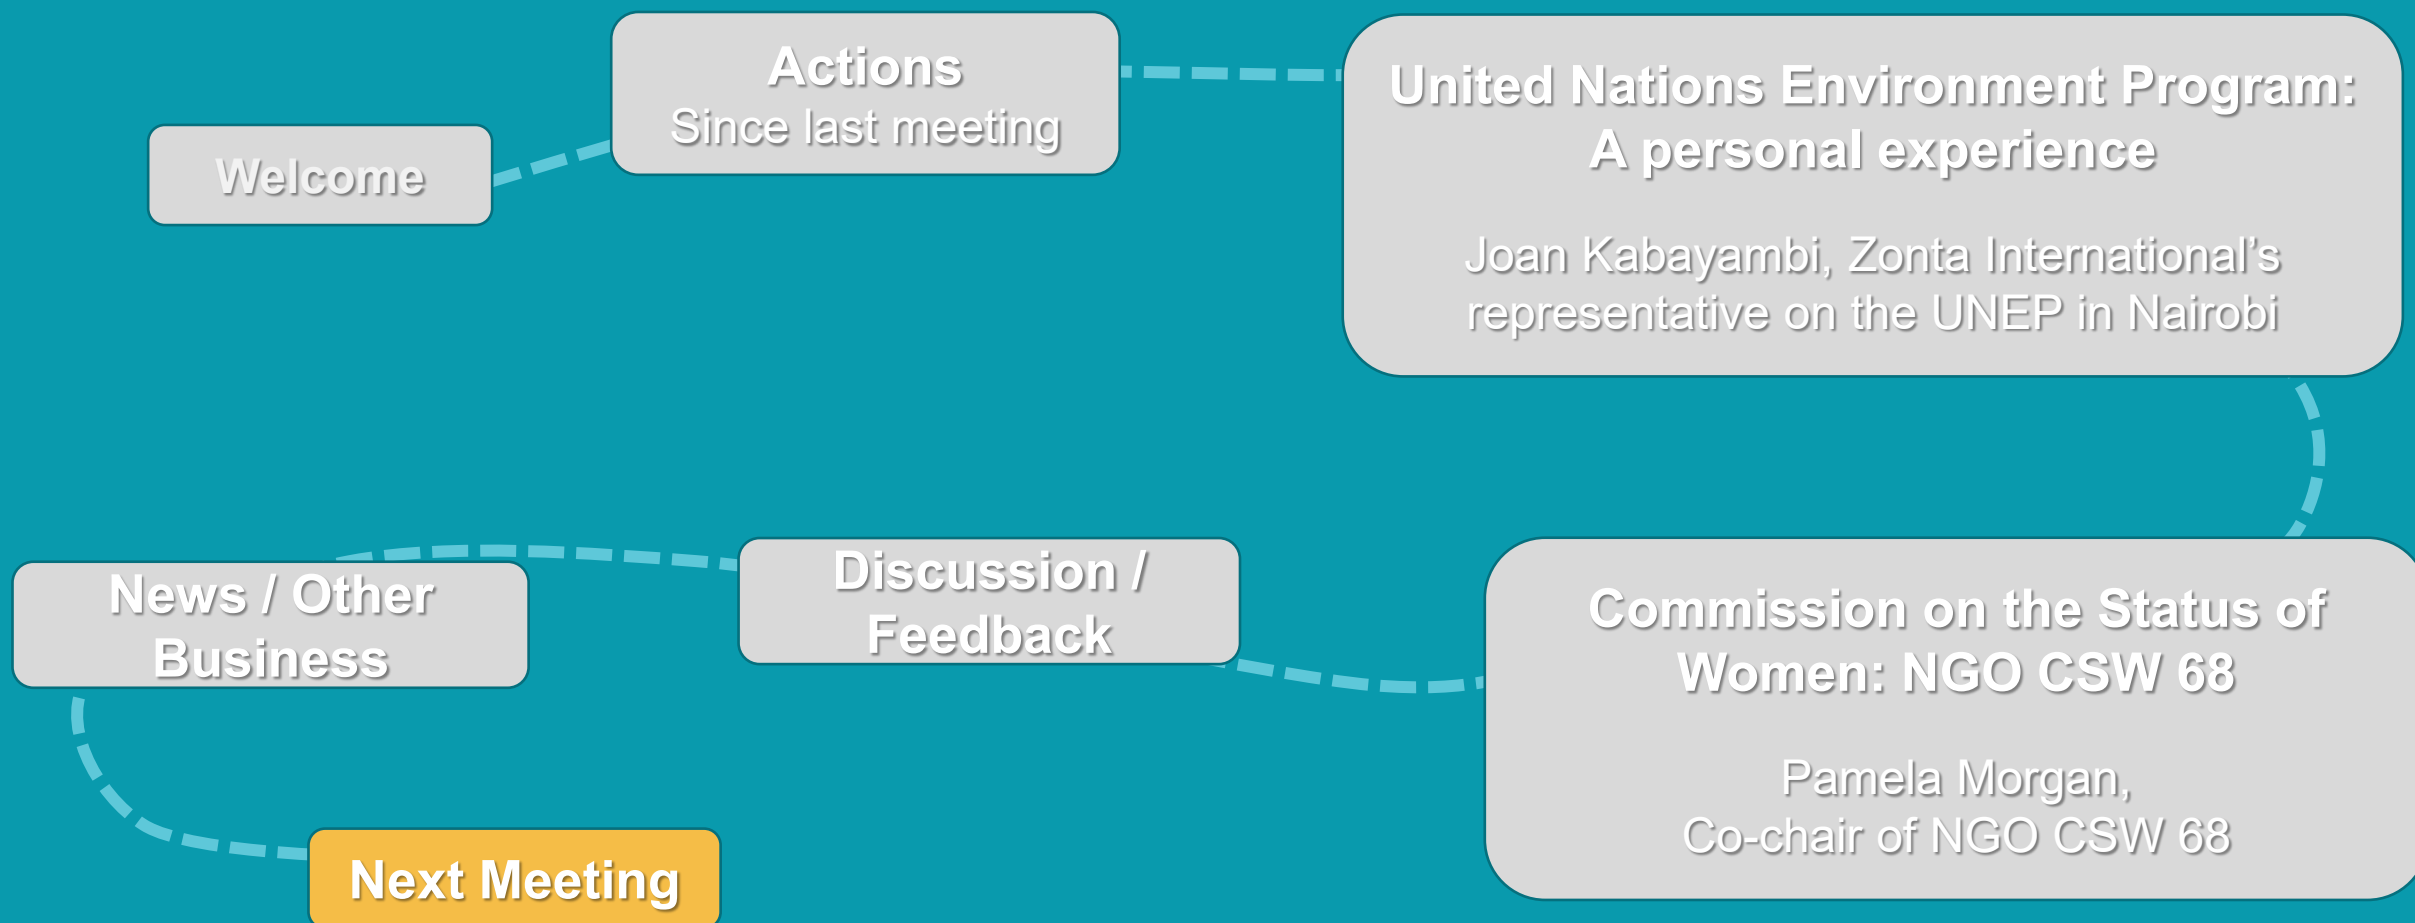 Welcome
Actions
Since last meeting
United Nations Environment Program:
A personal experience
Joan Kabayambi, Zonta International’s
representative on the UNEP in Nairobi
Commission on the Status of
Women: NGO CSW 68
Pamela Morgan,
Co-chair of NGO CSW 68
Discussion /
Feedback
News / Other
Business
Next Meeting